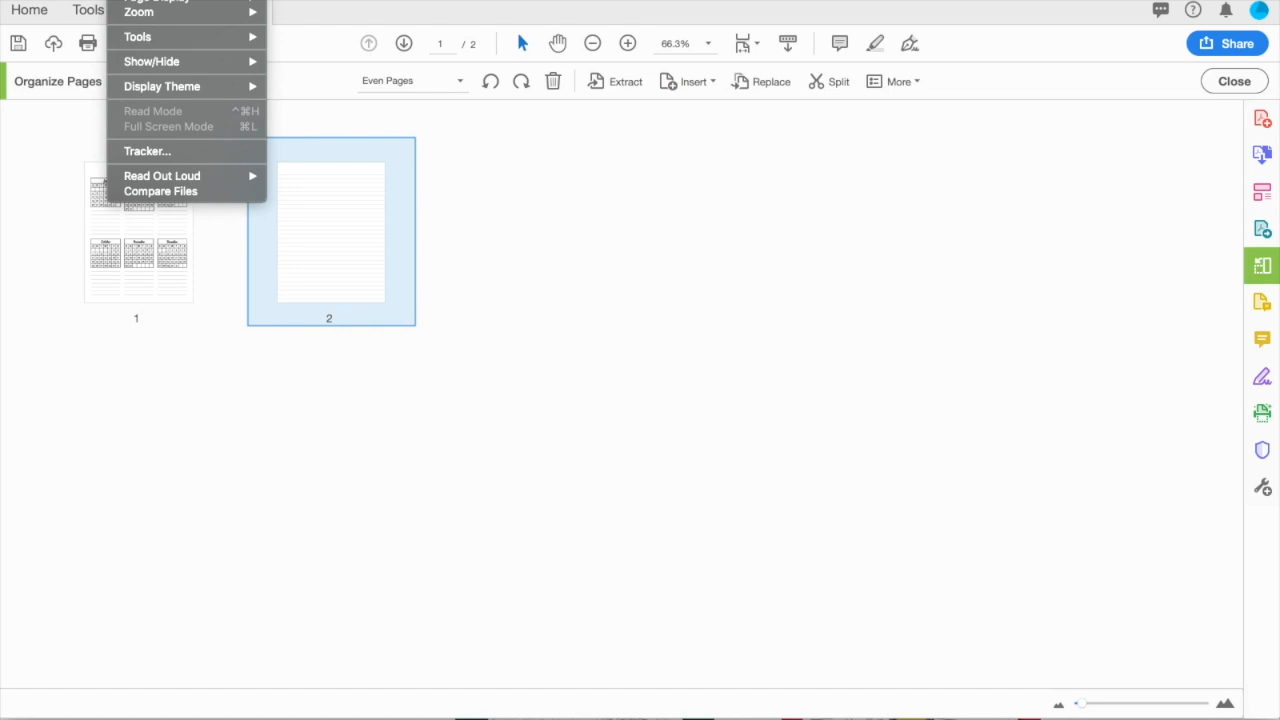 Home Tools
Zoom
Tools
Show/Hide
Display Theme
Read Mode ^⌘H
Full Screen Mode ⌘L
Tracker...
Read Out Loud
Compare Files
1 / 2
66.3%
Share
Organize Pages
Even Pages
Extract
Insert
Replace
Split
More
Close
1
2